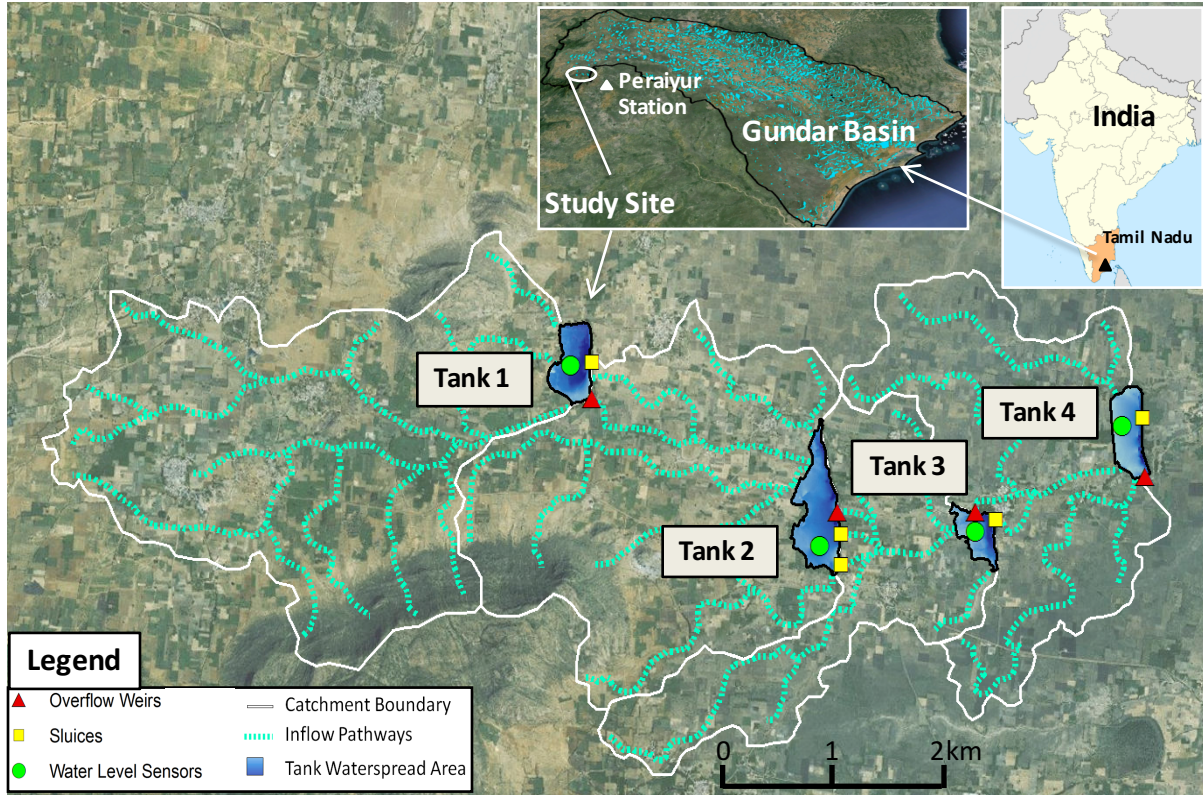 Peraiyur
Station
Gundar Basin
Study Site
India
Tamil Nadu
Tank 1
Tank 2
Tank 3
Tank 4
Legend
Overflow Weirs
Sluices
Water Level Sensors
Catchment Boundary
Inflow Pathways
Tank Waterspread Area
0 1 2km